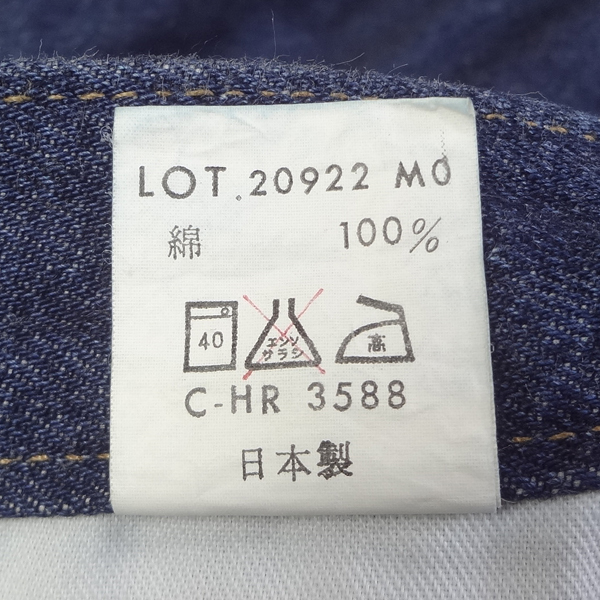 LOT. 20922 M0
綿 100%
40 エンソ サラシ 高
C-HR 3588
日本製